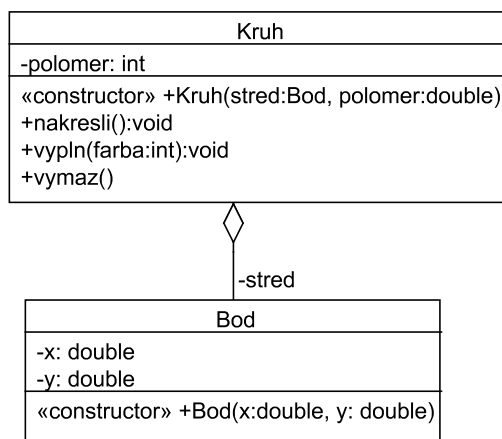 Kruh
-polomer: int
«constructor» +Kruh(stred:Bod, polomer:double)
+nakresli():void
+vypln(farba:int):void
+vymaz()
-stred
Bod
-x: double
-y: double
«constructor» +Bod(x:double, y: double)